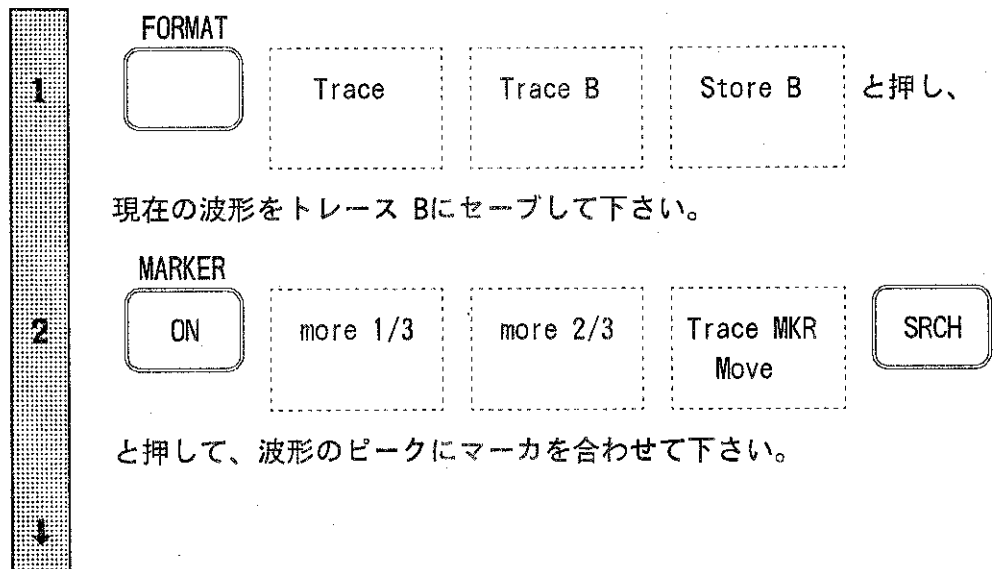 FORMAT
1 Trace Trace B Store B と押し、
現在の波形をトレース Bにセーブして下さい。
MARKER
2 ON more 1/3 more 2/3 Trace MKR Move SRCH
と押して、波形のピークにマーカを合わせて下さい。
↓